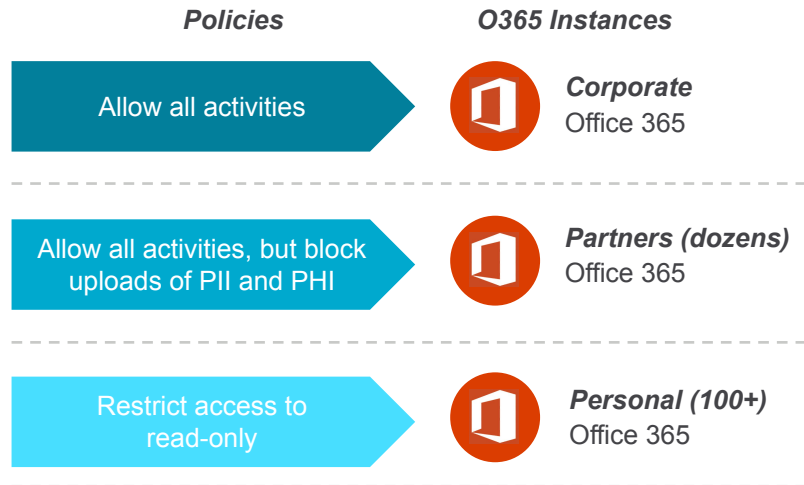 Policies
O365 Instances
Allow all activities
Corporate
Office 365
Allow all activities, but block
uploads of PII and PHI
Partners (dozens)
Office 365
Restrict access to
read-only
Personal (100+)
Office 365